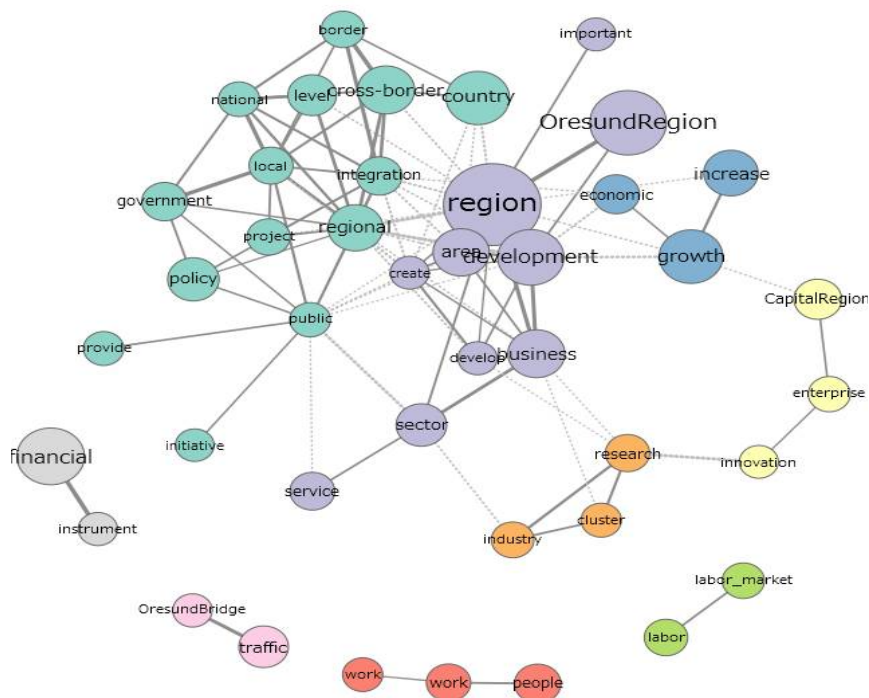 border
important
national
level
cross-border
country
OresundRegion
local
integration
economic
increase
government
region
project
regional
area
development
growth
policy
create
CapitalRegion
public
provide
develop
business
enterprise
initiative
sector
financial
research
innovation
service
instrument
industry
cluster
labor_market
OresundBridge
traffic
labor
work
work
people